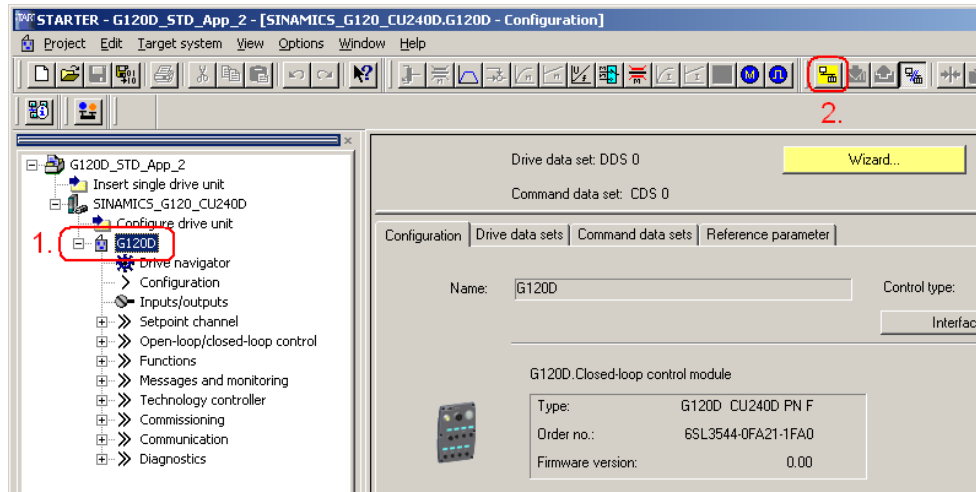 STARTER - G120D_STD_App_2 - [SINAMICS_G120_CU240D.G120D - Configuration]
Project Edit Target system View Options Window Help
2.
G120D_STD_App_2
Insert single drive unit
SINAMICS_G120_CU240D
Configure drive unit
1.
G120D
Drive navigator
Configuration
Inputs/outputs
Setpoint channel
Open-loop/closed-loop control
Functions
Messages and monitoring
Technology controller
Commissioning
Communication
Diagnostics
Drive data set: DDS 0
Wizard...
Command data set: CDS 0
Configuration Drive data sets Command data sets Reference parameter
Name: G120D Control type:
Interfac
G120D.Closed-loop control module
Type: G120D CU240D PN F
Order no.: 6SL3544-0FA21-1FA0
Firmware version: 0.00